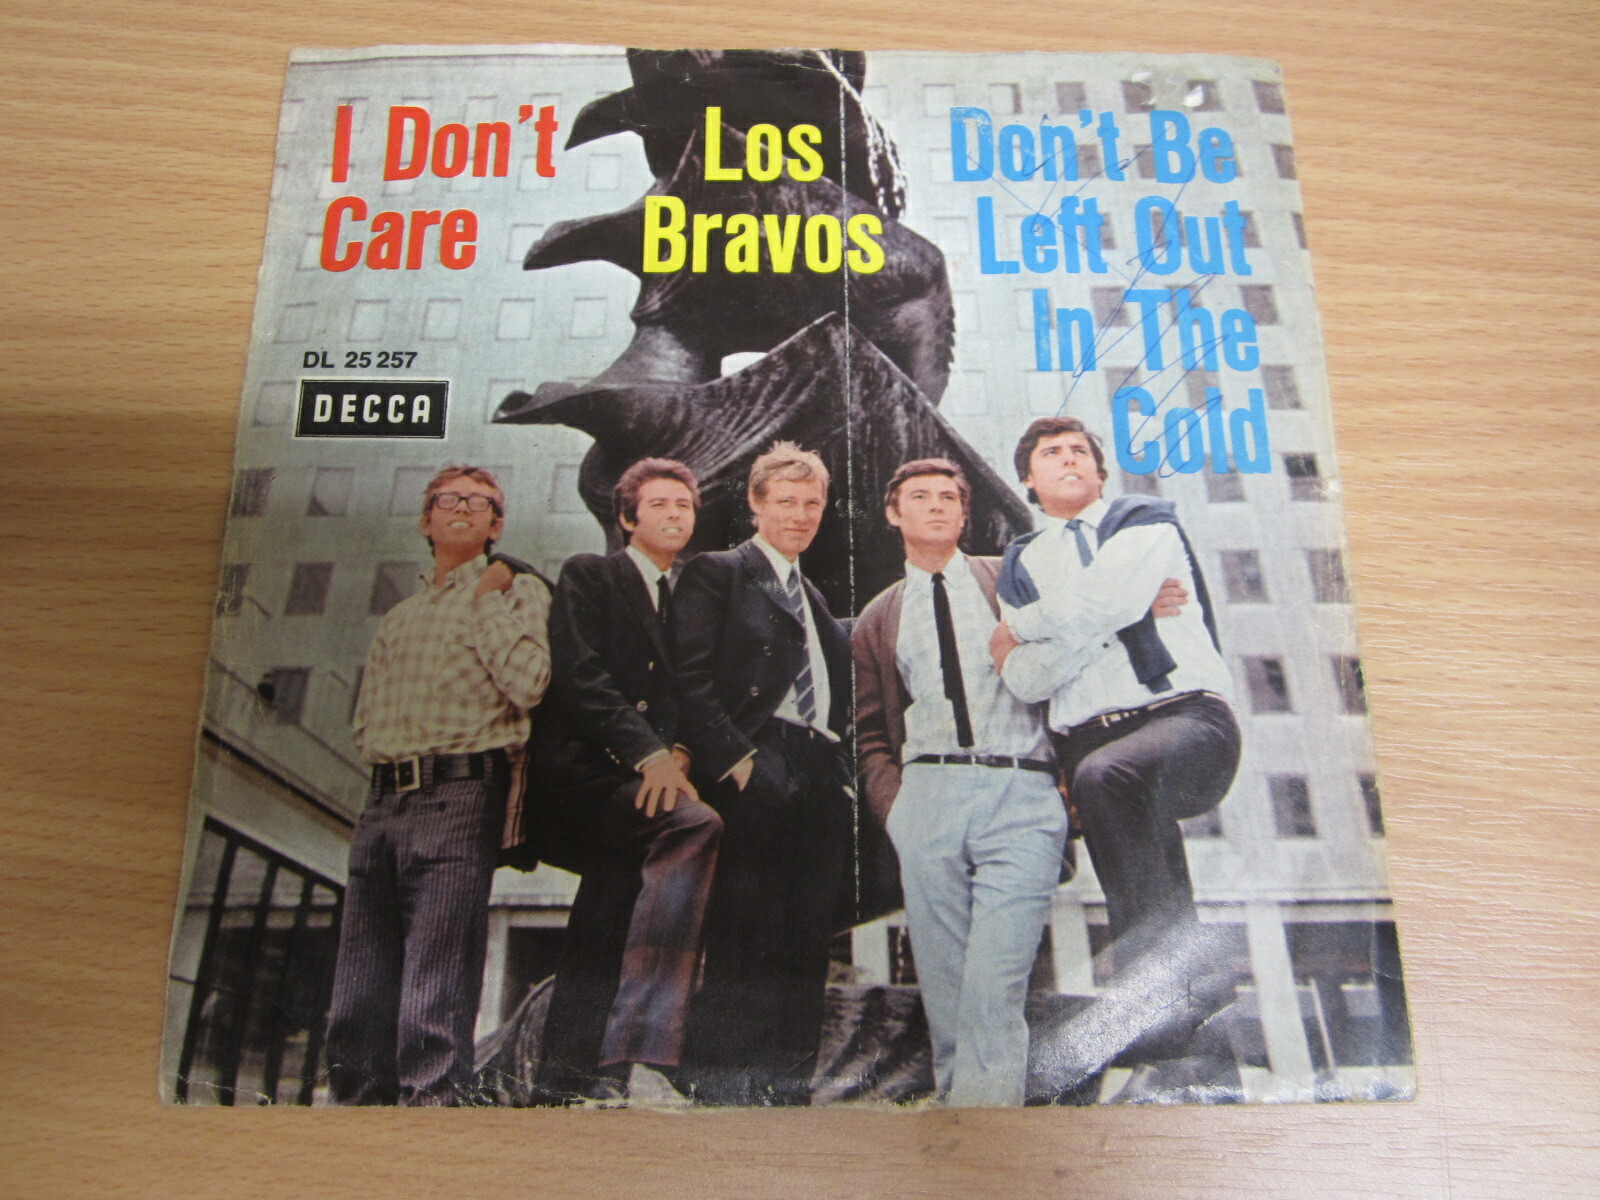 I Don't
Care
Los
Bravos
Don't Be
Left Out
In The
Cold
DL 25 257
DECCA